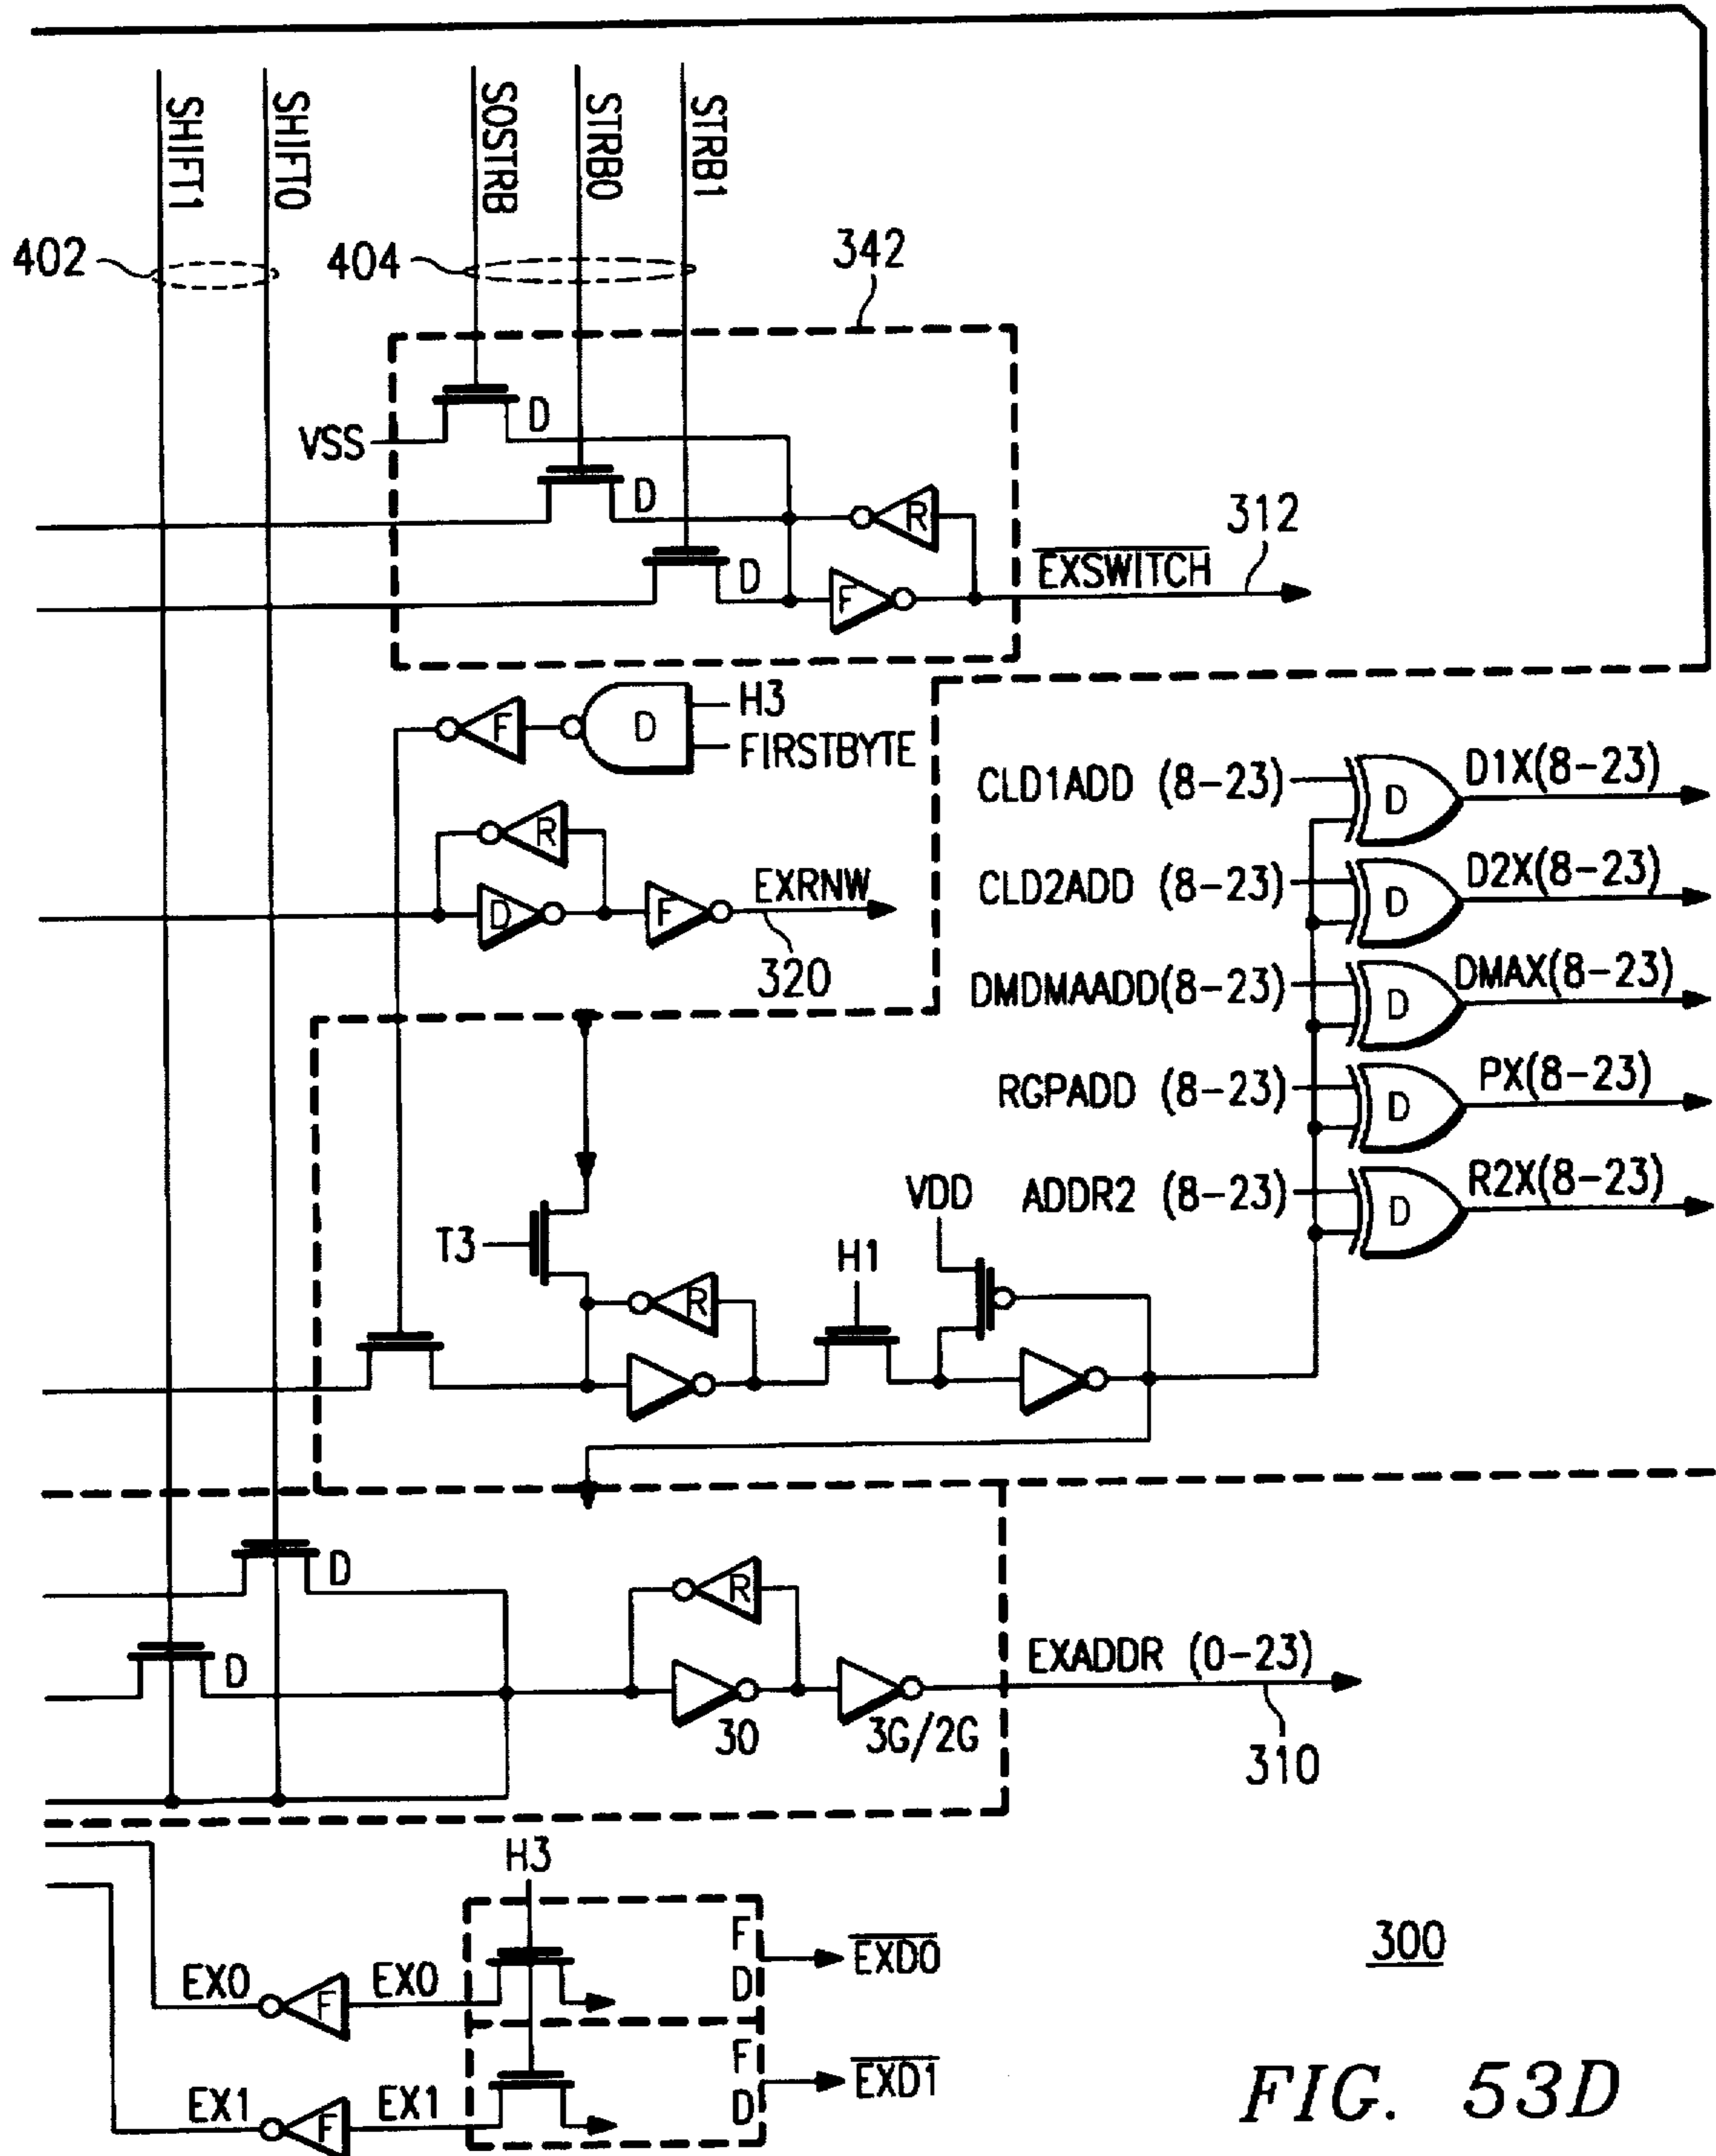 SHIFT1
SHIFT0
SOSTRB
STRB0
STRB1
402
404
342
VSS
D
D
D
R
F
EXSWITCH
312
F
D
H3
FIRSTBYTE
R
D
F
EXRNW
320
CLD1ADD (8-23)
D
D1X(8-23)
CLD2ADD (8-23)
D
D2X(8-23)
DMDMAADD(8-23)
D
DMAX(8-23)
RGPADD (8-23)
D
PX(8-23)
ADDR2 (8-23)
D
R2X(8-23)
T3
R
H1
VDD
D
D
R
30
3G/2G
EXADDR (0-23)
310
H3
EX0
F
EX0
F
D
EXD0
EX1
F
EX1
F
D
EXD1
300
FIG. 53D